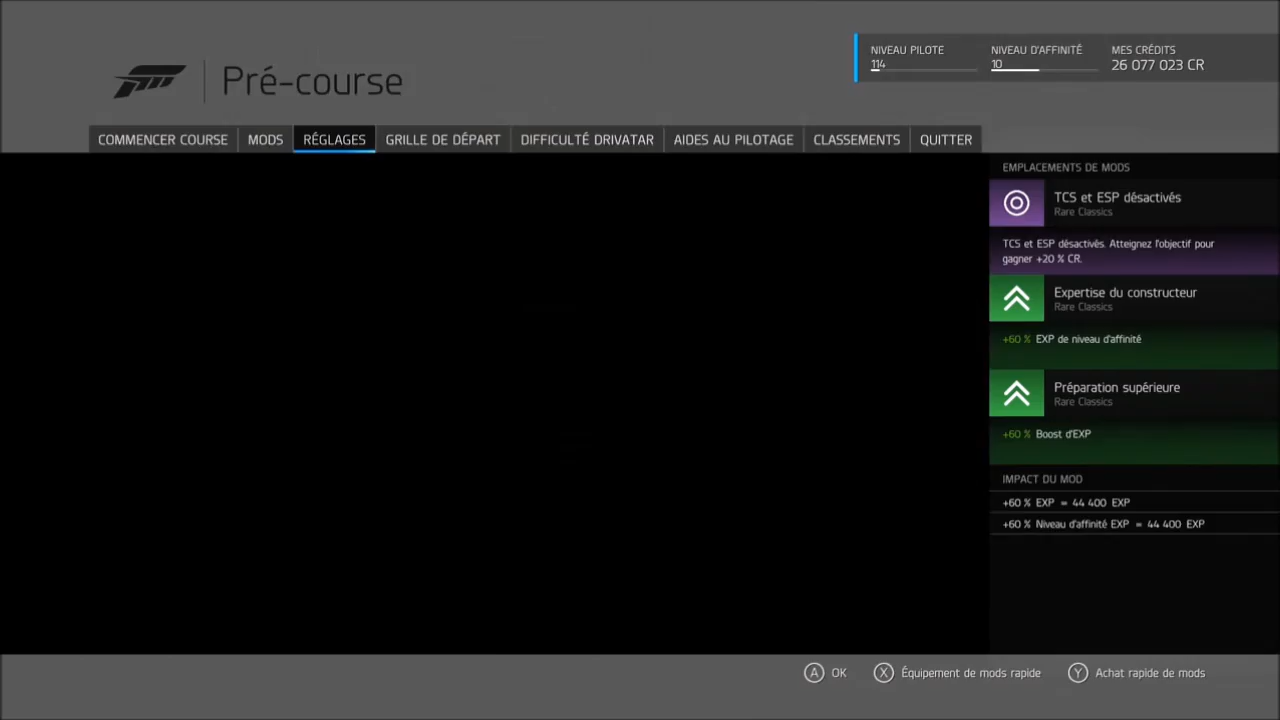 Pré-course
NIVEAU PILOTE
114
NIVEAU D'AFFINITÉ
10
MES CRÉDITS
26 077 023 CR
COMMENCER COURSE
MODS
RÉGLAGES
GRILLE DE DÉPART
DIFFICULTÉ DRIVATAR
AIDES AU PILOTAGE
CLASSEMENTS
QUITTER
EMPLACEMENTS DE MODS
TCS et ESP désactivés
Rare Classics
TCS et ESP désactivés. Atteignez l'objectif pour
gagner +20 % CR.
Expertise du constructeur
Rare Classics
+60 % EXP de niveau d'affinité
Préparation supérieure
Rare Classics
+60 % Boost d'EXP
IMPACT DU MOD
+60 % EXP = 44 400 EXP
+60 % Niveau d'affinité EXP = 44 400 EXP
A OK
X Équipement de mods rapide
Y Achat rapide de mods